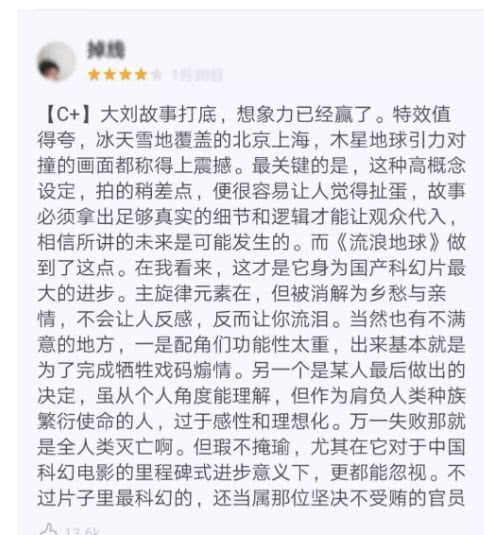 掉线
【C+】大刘故事打底，想象力已经赢了。特效值
得夸，冰天雪地覆盖的北京上海，木星地球引力对
撞的画面都称得上震撼。最关键的是，这种高概念
设定，拍的稍差点，便很容易让人觉得扯蛋，故事
必须拿出足够真实的细节和逻辑才能让观众代入，
相信所讲的未来是可能发生的。而《流浪地球》做
到了这点。在我看来，这才是它身为国产科幻片最
大的进步。主旋律元素在，但被消解为乡愁与亲
情，不会让人反感，反而让你流泪。当然也有不满
意的地方，一是配角们功能性太重，出来基本就是
为了完成牺牲戏码煽情。另一个是某人最后做出的
决定，虽从个人角度能理解，但作为肩负人类种族
繁衍使命的人，过于感性和理想化。万一失败那就
是全人类灭亡啊。但瑕不掩瑜，尤其在它对于中国
科幻电影的里程碑式进步意义下，更都能忽视。不
过片子里最科幻的，还当属那位坚决不受贿的官员
13.6k